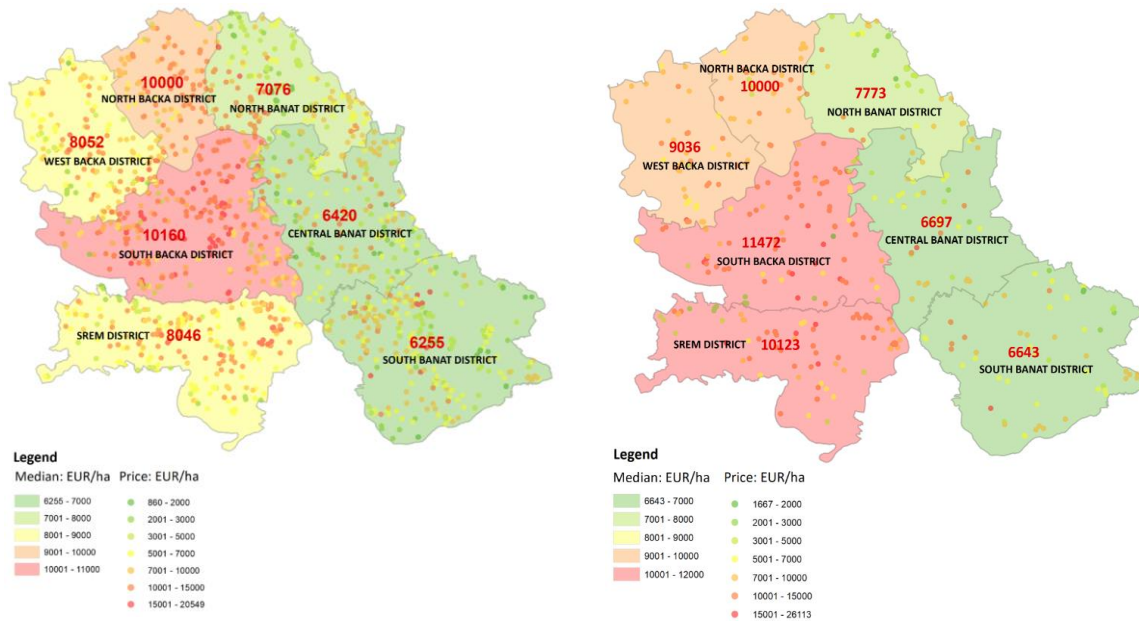 10000
NORTH BACKA DISTRICT
7076
NORTH BANAT DISTRICT
8052
WEST BACKA DISTRICT
6420
CENTRAL BANAT DISTRICT
10160
SOUTH BACKA DISTRICT
SREM DISTRICT 8046
6255
SOUTH BANAT DISTRICT
Legend
Median: EUR/ha Price: EUR/ha
6255 - 7000 860 - 2000
7001 - 8000 2001 - 3000
8001 - 9000 3001 - 5000
9001 - 10000 5001 - 7000
10001 - 11000 7001 - 10000
10001 - 15000
15001 - 20549
NORTH BACKA DISTRICT
10000
7773
NORTH BANAT DISTRICT
9036
WEST BACKA DISTRICT
6697
CENTRAL BANAT DISTRICT
11472
SOUTH BACKA DISTRICT
SREM DISTRICT 10123
6643
SOUTH BANAT DISTRICT
Legend
Median: EUR/ha Price: EUR/ha
6643 - 7000 1667 - 2000
7001 - 8000 2001 - 3000
8001 - 9000 3001 - 5000
9001 - 10000 5001 - 7000
10001 - 12000 7001 - 10000
10001 - 15000
15001 - 26113